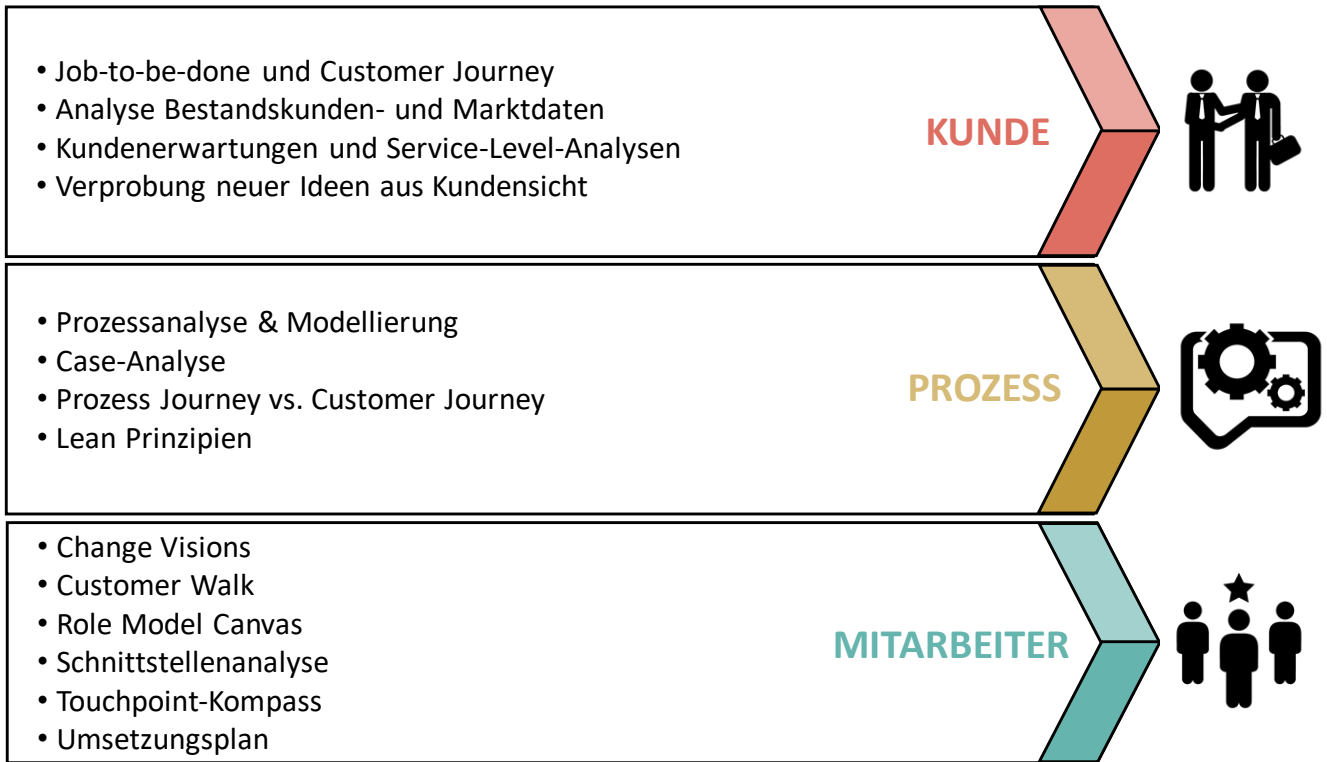 • Job-to-be-done und Customer Journey
• Analyse Bestandskunden- und Marktdaten
• Kundenerwartungen und Service-Level-Analysen
• Verprobung neuer Ideen aus Kundensicht
KUNDE
• Prozessanalyse & Modellierung
• Case-Analyse
• Prozess Journey vs. Customer Journey
• Lean Prinzipien
PROZESS
• Change Visions
• Customer Walk
• Role Model Canvas
• Schnittstellenanalyse
• Touchpoint-Kompass
• Umsetzungsplan
MITARBEITER